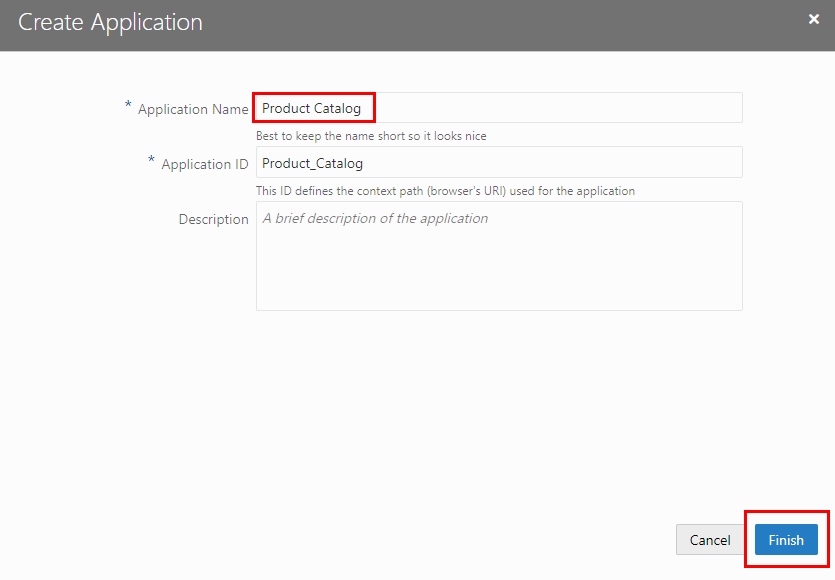 Create Application
×
* Application Name Product Catalog
Best to keep the name short so it looks nice
* Application ID Product_Catalog
This ID defines the context path (browser's URI) used for the application
Description A brief description of the application
Cancel Finish